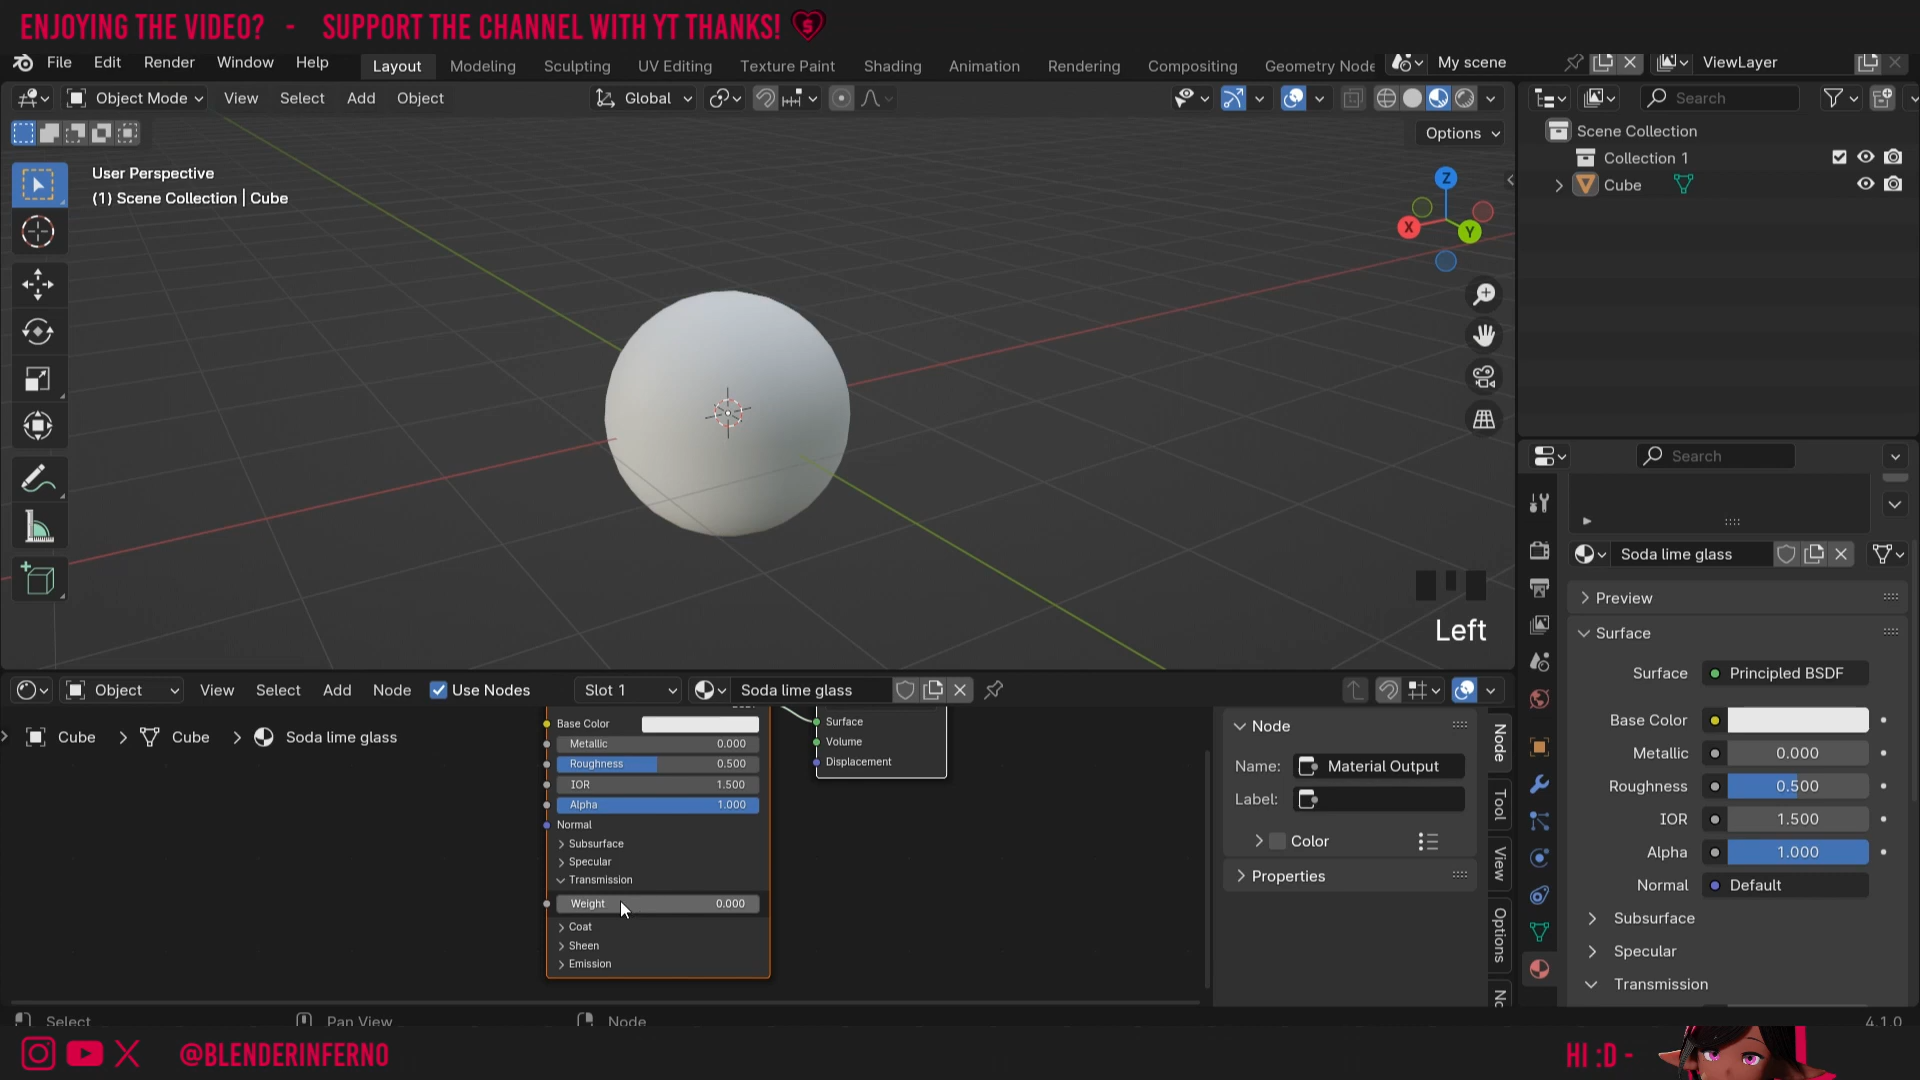 ENJOYING THE VIDEO? - SUPPORT THE CHANNEL WITH YT THANKS!
File Edit Render Window Help Layout Modeling Sculpting UV Editing Texture Paint Shading Animation Rendering Compositing Geometry Node My scene ViewLayer
Object Mode View Select Add Object Global Search
Options
Scene Collection
Collection 1
Cube
User Perspective
(1) Scene Collection | Cube
Z
X
Y
Left
Search
Soda lime glass
Preview
Surface
Surface Principled BSDF
Base Color
Metallic 0.000
Roughness 0.500
IOR 1.500
Alpha 1.000
Normal Default
Subsurface
Specular
Transmission
Object View Select Add Node Use Nodes Slot 1 Soda lime glass
Cube > Cube > Soda lime glass
Base Color
Metallic 0.000
Roughness 0.500
IOR 1.500
Alpha 1.000
Normal
Subsurface
Specular
Transmission
Weight 0.000
Coat
Sheen
Emission
Surface
Volume
Displacement
Node
Name: Material Output
Label:
Color
Properties
Node
Tool
View
Options
Select Pan View Node 4.1.0
@BLENDERINFERNO
HI :D -